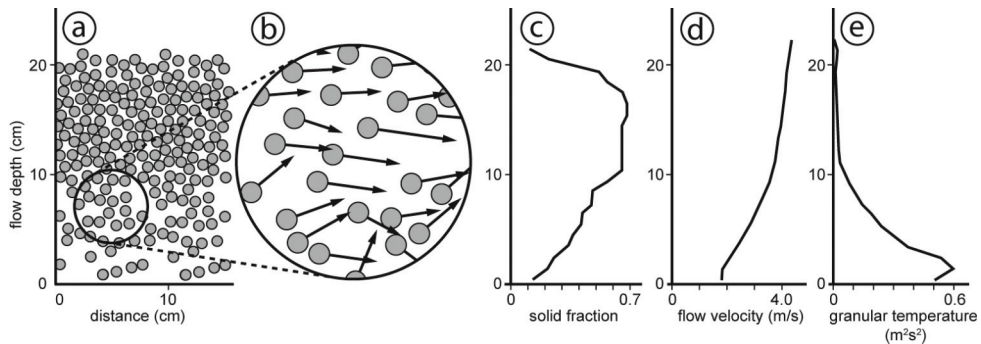 a
b
c
d
e
flow depth (cm)
20
10
0
0
10
distance (cm)
20
10
0
0
0.7
solid fraction
20
10
0
0
4.0
flow velocity (m/s)
20
10
0
0
0.6
granular temperature
(m²s²)